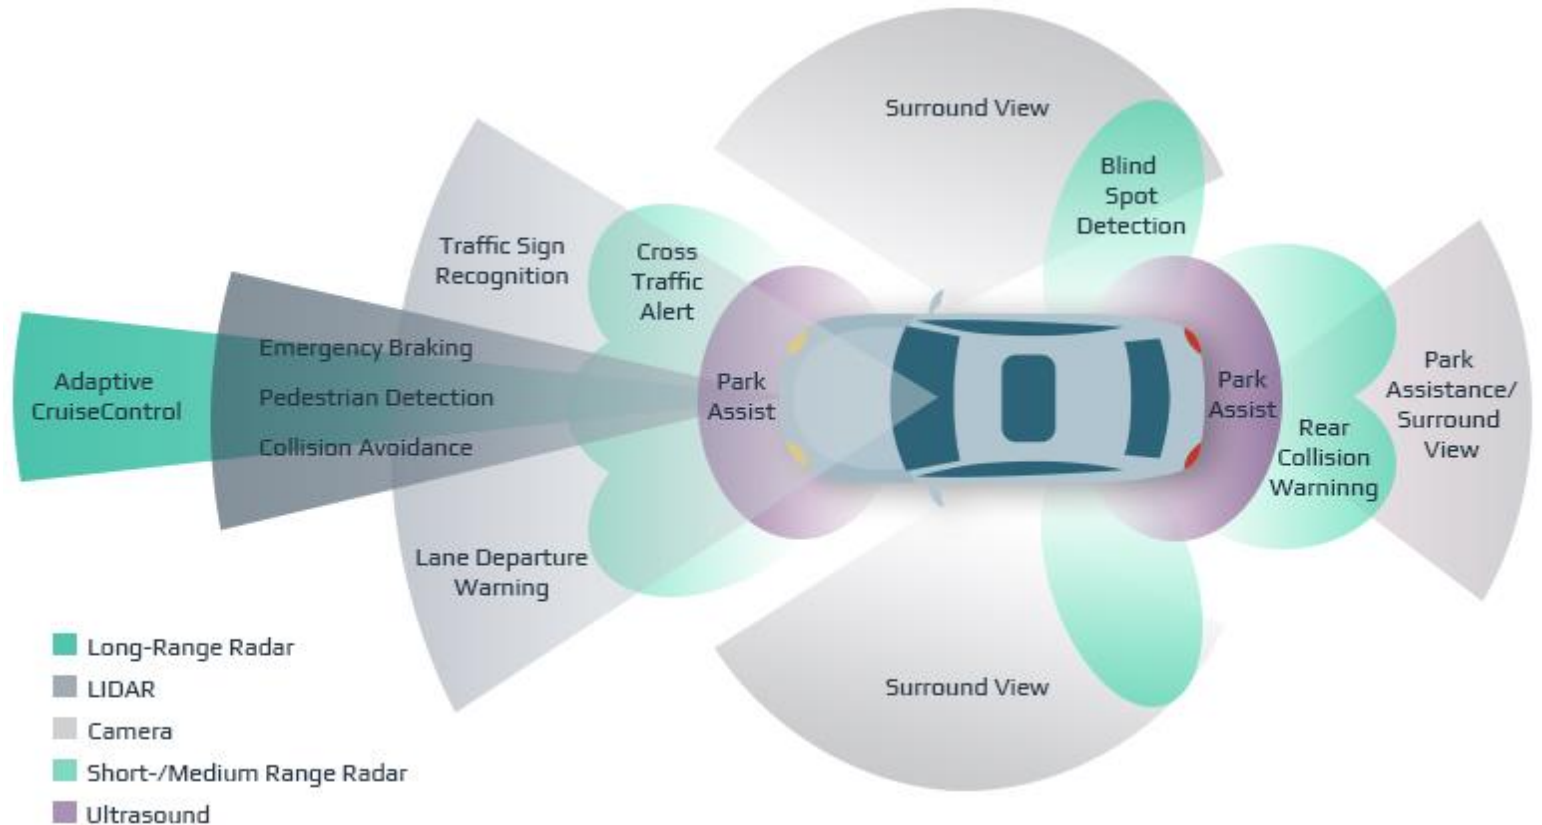 Surround View
Blind
Spot
Detection
Traffic Sign
Recognition
Cross
Traffic
Alert
Emergency Braking
Pedestrian Detection
Collision Avoidance
Adaptive
CruiseControl
Park
Assist
Park
Assist
Park
Assistance/
Surround
View
Rear
Collision
Warninng
Lane Departure
Warning
Surround View
Long-Range Radar
LIDAR
Camera
Short-/Medium Range Radar
Ultrasound